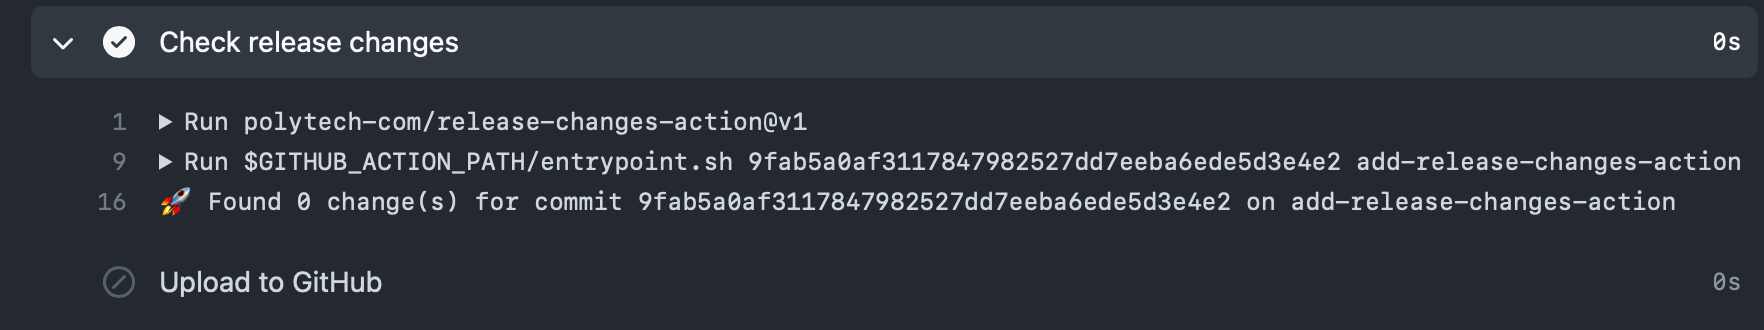 Check release changes 0s
1 ▶ Run polytech-com/release-changes-action@v1
9 ▶ Run $GITHUB_ACTION_PATH/entrypoint.sh 9fab5a0af3117847982527dd7eeba6ede5d3e4e2 add-release-changes-action
16 🚀 Found 0 change(s) for commit 9fab5a0af3117847982527dd7eeba6ede5d3e4e2 on add-release-changes-action
Upload to GitHub 0s